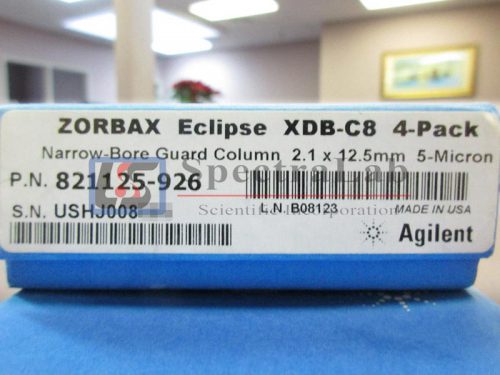 ZORBAX Eclipse XDB-C8 4-Pack
Narrow-Bore Guard Column 2.1 x 12.5mm 5-Micron
P.N. 821125-926
SpectraLab
Scientific Incorporation
S.N. USHJ008
L.N. B08123
MADE IN USA
Agilent